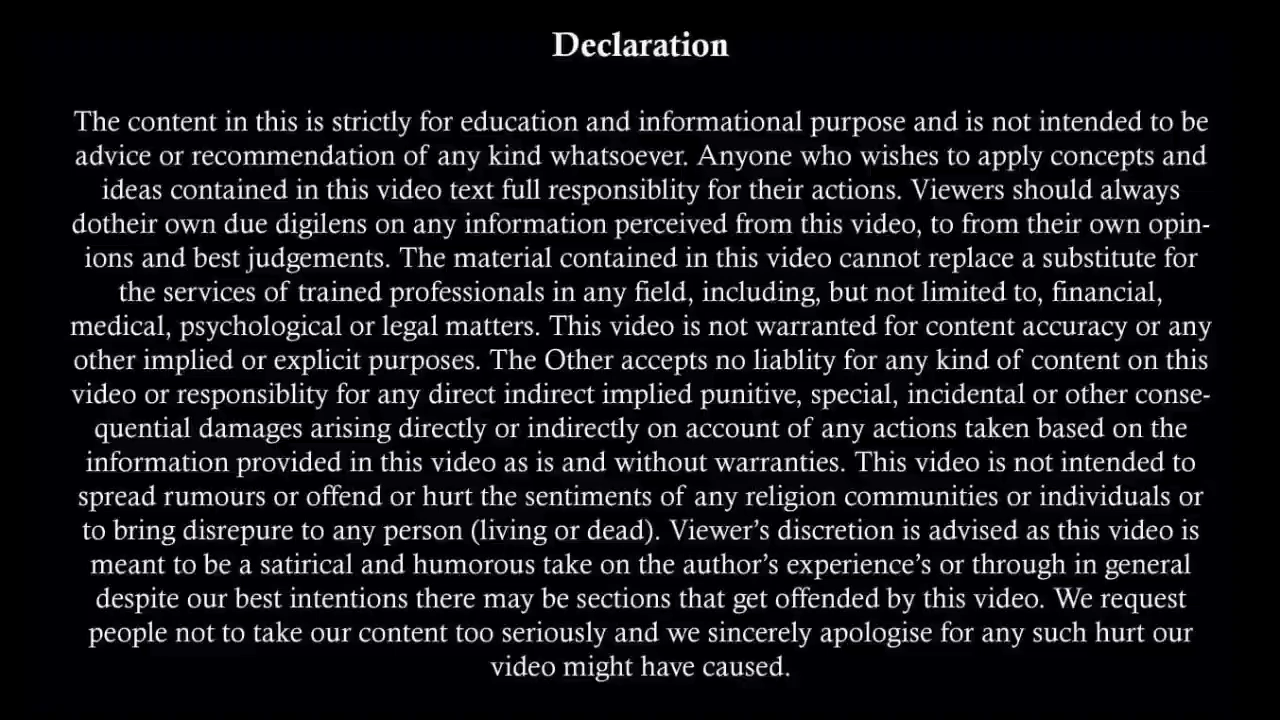 Declaration
The content in this is strictly for education and informational purpose and is not intended to be
advice or recommendation of any kind whatsoever. Anyone who wishes to apply concepts and
ideas contained in this video text full responsiblity for their actions. Viewers should always
dotheir own due digilens on any information perceived from this video, to from their own opin-
ions and best judgements. The material contained in this video cannot replace a substitute for
the services of trained professionals in any field, including, but not limited to, financial,
medical, psychological or legal matters. This video is not warranted for content accuracy or any
other implied or explicit purposes. The Other accepts no liablity for any kind of content on this
video or responsiblity for any direct indirect implied punitive, special, incidental or other conse-
quential damages arising directly or indirectly on account of any actions taken based on the
information provided in this video as is and without warranties. This video is not intended to
spread rumours or offend or hurt the sentiments of any religion communities or individuals or
to bring disrepure to any person (living or dead). Viewer’s discretion is advised as this video is
meant to be a satirical and humorous take on the author’s experience’s or through in general
despite our best intentions there may be sections that get offended by this video. We request
people not to take our content too seriously and we sincerely apologise for any such hurt our
video might have caused.